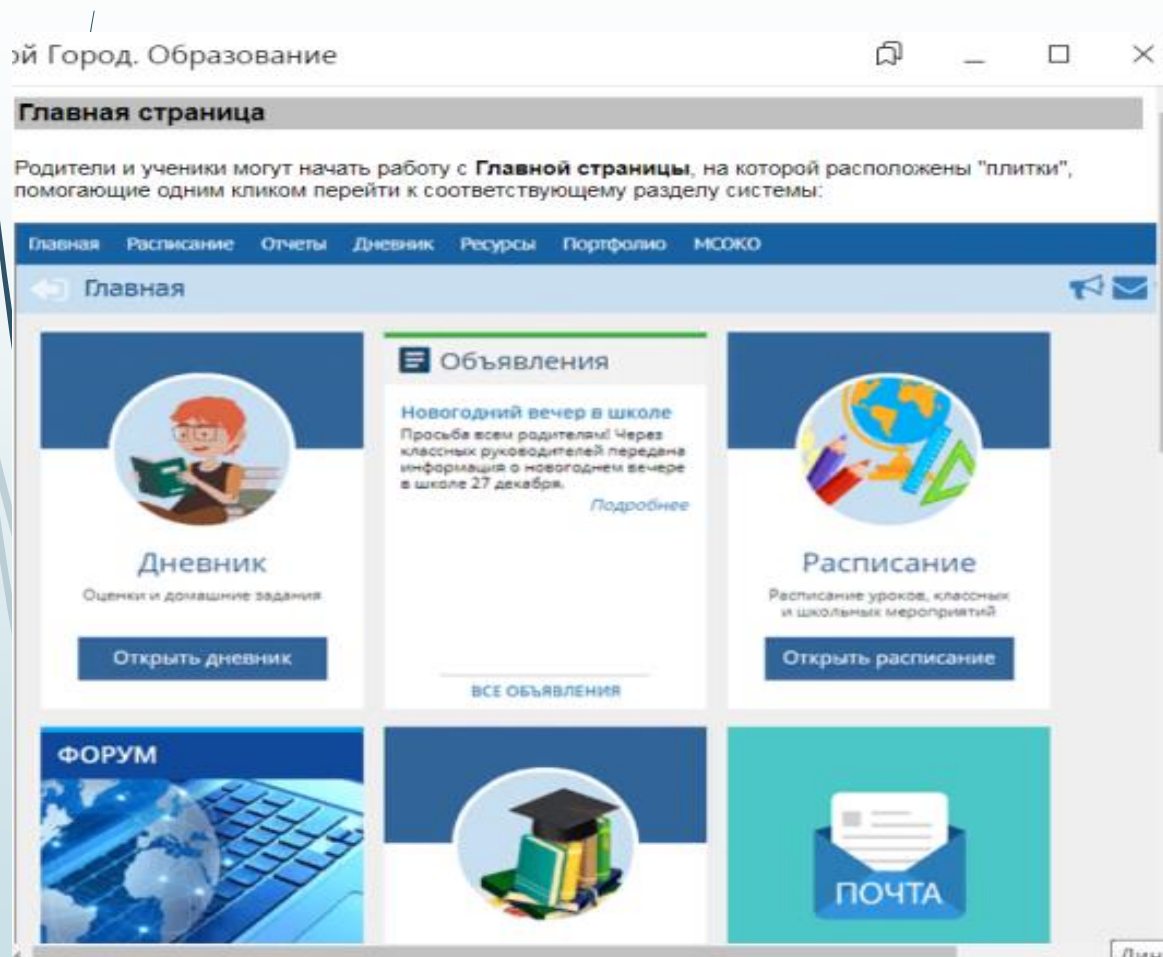 ой Город. Образование
Главная страница
Родители и ученики могут начать работу с Главной страницы, на которой расположены "плитки",
помогающие одним кликом перейти к соответствующему разделу системы:
Главная Расписание Отчеты Дневник Ресурсы Портфолио МСОКО
Главная
Дневник
Оценки и домашние задания
Открыть дневник
Объявления
Новогодний вечер в школе
Просьба всем родителям! Через
классных руководителей передана
информация о новогоднем вечере
в школе 27 декабря.
Подробнее
ВСЕ ОБЪЯВЛЕНИЯ
Расписание
Расписание уроков, классных
и школьных мероприятий
Открыть расписание
ФОРУМ
ПОЧТА